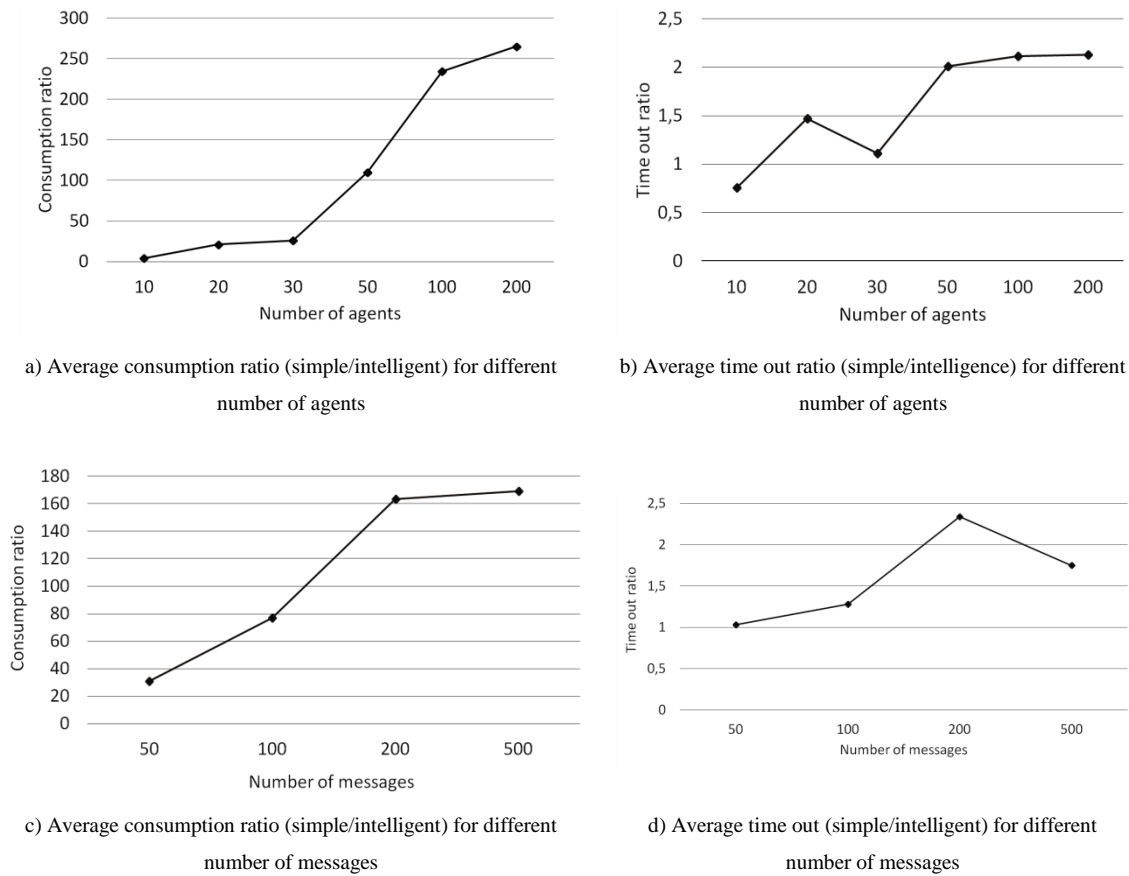 300
250
200
150
100
50
0
Consumption ratio
10 20 30 50 100 200
Number of agents
a) Average consumption ratio (simple/intelligent) for different
number of agents
2,5
2
1,5
1
0,5
0
Time out ratio
10 20 30 50 100 200
Number of agents
b) Average time out ratio (simple/intelligence) for different
number of agents
180
160
140
120
100
80
60
40
20
0
Consumption ratio
50 100 200 500
Number of messages
c) Average consumption ratio (simple/intelligent) for different
number of messages
2,5
2
1,5
1
0,5
0
Time out ratio
50 100 200 500
Number of messages
d) Average time out (simple/intelligent) for different
number of messages